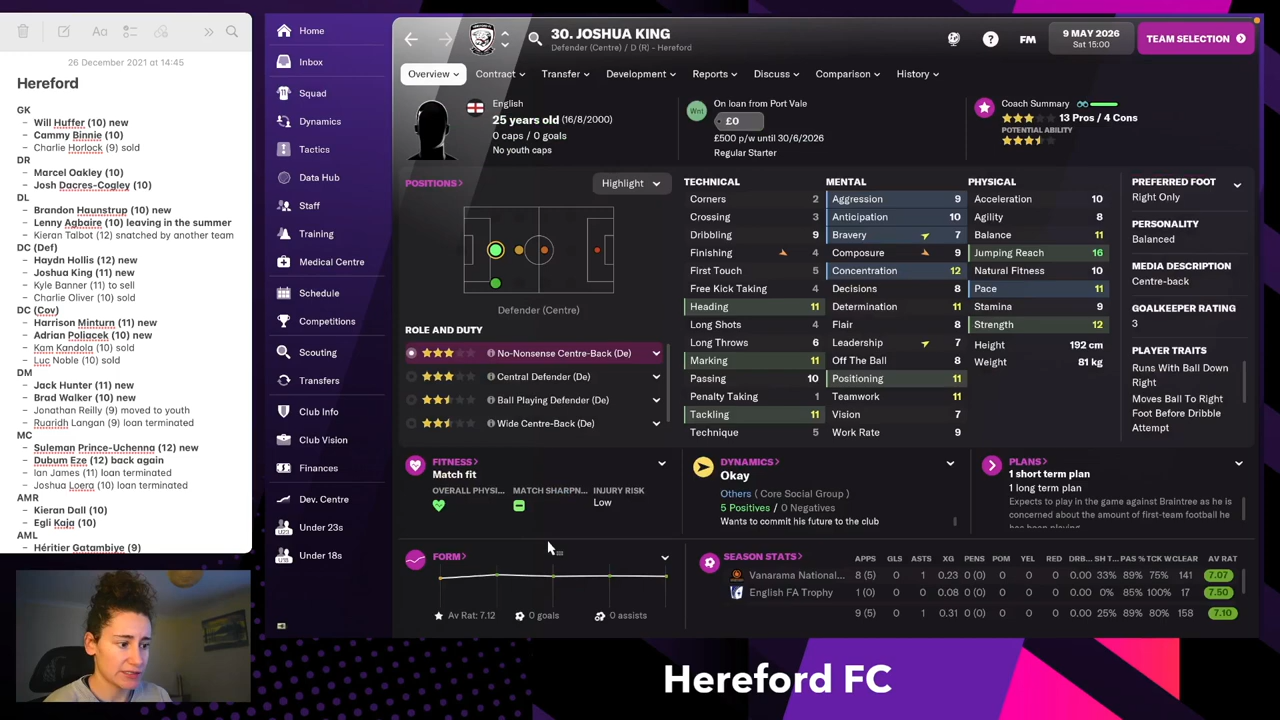 26 December 2021 at 14:45
Hereford
GK
- Will Huffer (10) new
- Cammy Binnie (10)
- Charlie Horlock (9) sold
DR
- Marcel Oakley (10)
- Josh Dacres-Cogley (10)
DL
- Brandon Haunstrup (10) new
- Lenny Agbaire (10) leaving in the summer
- Kieran Talbot (12) snatched by another team
DC (Def)
- Haydn Hollis (12) new
- Joshua King (11) new
- Kyle Banner (11) to sell
- Charlie Oliver (10) sold
DC (Cov)
- Harrison Minturn (11) new
- Adrian Poliacek (10) new
- Kam Kandola (10) sold
- Luc Noble (10) sold
DM
- Jack Hunter (11) new
- Brad Walker (10) new
- Jonathan Reilly (9) moved to youth
- Ruaridh Langan (9) loan terminated
MC
- Suleman Prince-Uchenna (12) new
- Dubum Eze (12) back again
- Ian James (11) loan terminated
- Joshua Loera (10) loan terminated
AMR
- Kieran Dall (10)
- Egli Kaja (10)
AML
- Héritier Gatambiye (9)
Home
Inbox
Squad
Dynamics
Tactics
Data Hub
Staff
Training
Medical Centre
Schedule
Competitions
Scouting
Transfers
Club Info
Club Vision
Finances
Dev. Centre
Under 23s
Under 18s
30. JOSHUA KING
Defender (Centre) / D (R) - Hereford
FM
9 MAY 2026
Sat 15:00
TEAM SELECTION
Overview
Contract
Transfer
Development
Reports
Discuss
Comparison
History
English
25 years old (16/8/2000)
0 caps / 0 goals
No youth caps
Wnt
On loan from Port Vale
£0
£500 p/w until 30/6/2026
Regular Starter
Coach Summary
13 Pros / 4 Cons
POTENTIAL ABILITY
POSITIONS
Highlight
Defender (Centre)
ROLE AND DUTY
No-Nonsense Centre-Back (De)
Central Defender (De)
Ball Playing Defender (De)
Wide Centre-Back (De)
TECHNICAL
Corners 2
Crossing 3
Dribbling 9
Finishing 4
First Touch 5
Free Kick Taking 4
Heading 11
Long Shots 4
Long Throws 6
Marking 11
Passing 10
Penalty Taking 1
Tackling 11
Technique 5
MENTAL
Aggression 9
Anticipation 10
Bravery 7
Composure 9
Concentration 12
Decisions 8
Determination 11
Flair 8
Leadership 7
Off The Ball 8
Positioning 11
Teamwork 11
Vision 7
Work Rate 9
PHYSICAL
Acceleration 10
Agility 8
Balance 11
Jumping Reach 16
Natural Fitness 10
Pace 11
Stamina 9
Strength 12
Height 192 cm
Weight 81 kg
PREFERRED FOOT
Right Only
PERSONALITY
Balanced
MEDIA DESCRIPTION
Centre-back
GOALKEEPER RATING
3
PLAYER TRAITS
Runs With Ball Down
Right
Moves Ball To Right
Foot Before Dribble
Attempt
FITNESS
Match fit
OVERALL PHYSI...
MATCH SHARPN...
INJURY RISK
Low
DYNAMICS
Okay
Others ( Core Social Group )
5 Positives / 0 Negatives
Wants to commit his future to the club
PLANS
1 short term plan
1 long term plan
Expects to play in the game against Braintree as he is
concerned about the amount of first-team football he
FORM
Av Rat: 7.12
0 goals
0 assists
SEASON STATS
APPS GLS ASTS XG PENS POM YEL RED DRB... SH T... PAS % TCK W CLEAR AV RAT
Vanarama National... 8 (5) 0 1 0.23 0 (0) 0 0 0 0.00 33% 89% 75% 141 7.07
English FA Trophy 1 (0) 0 0 0.08 0 (0) 0 0 0 0.00 0% 85% 100% 17 7.50
9 (5) 0 1 0.31 0 (0) 0 0 0 0.00 25% 89% 80% 158 7.10
Hereford FC